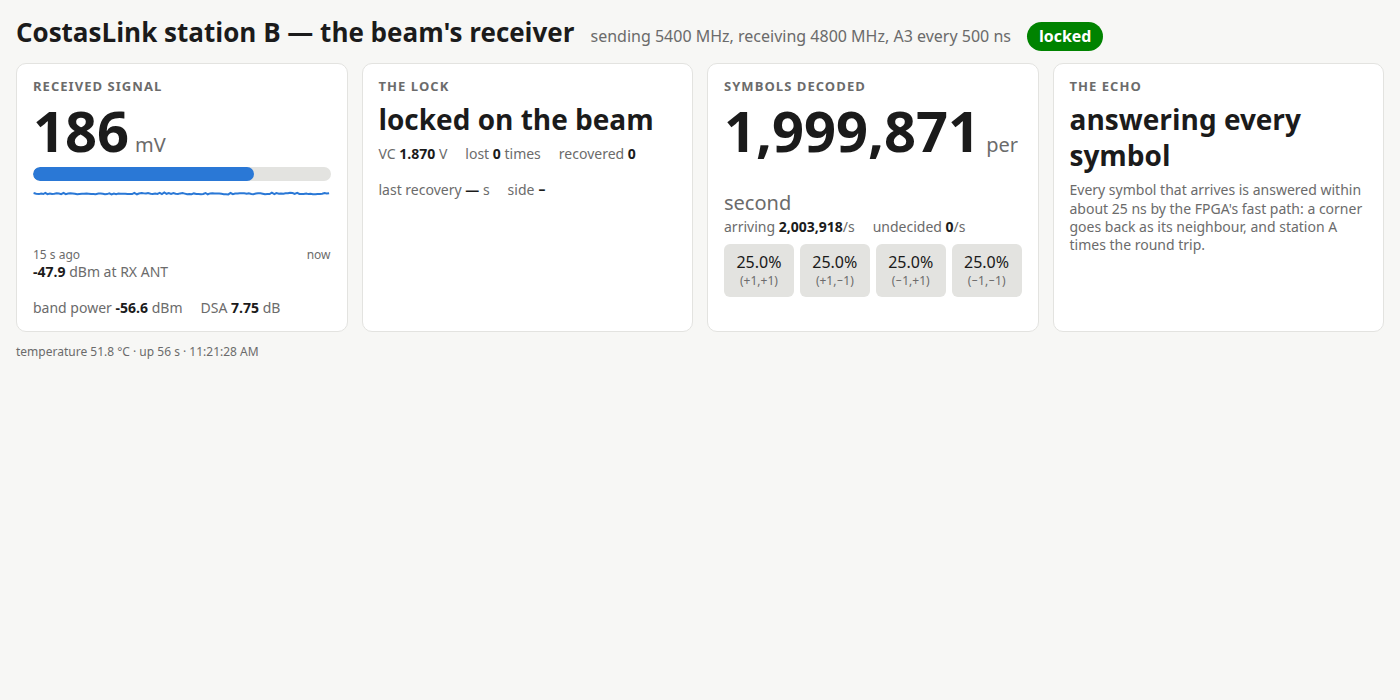 CostasLink station B — the beam's receiver sending 5400 MHz, receiving 4800 MHz, A3 every 500 ns locked
RECEIVED SIGNAL
186 mV
15 s ago now
-47.9 dBm at RX ANT
band power -56.6 dBm DSA 7.75 dB
THE LOCK
locked on the beam
VC 1.870 V lost 0 times recovered 0
last recovery — s side –
SYMBOLS DECODED
1,999,871 per
second
arriving 2,003,918/s undecided 0/s
25.0% 25.0% 25.0% 25.0%
(+1,+1) (+1,−1) (−1,+1) (−1,−1)
THE ECHO
answering every
symbol
Every symbol that arrives is answered within
about 25 ns by the FPGA's fast path: a corner
goes back as its neighbour, and station A
times the round trip.
temperature 51.8 °C · up 56 s · 11:21:28 AM